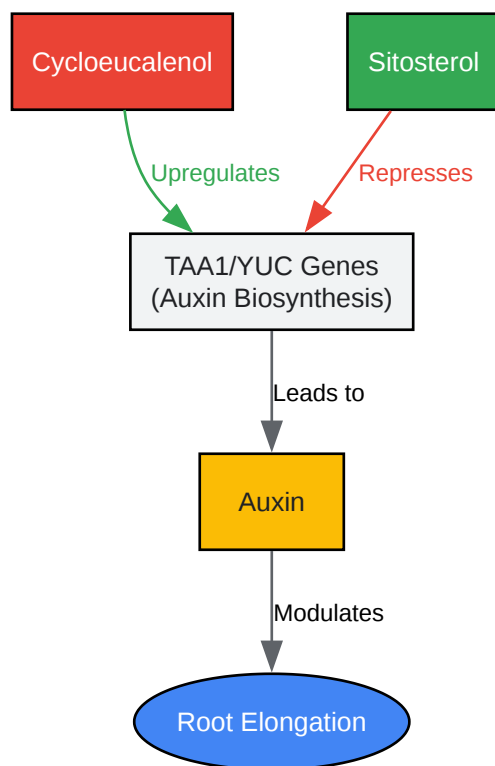 Cycloeucalenol
Sitosterol
Upregulates
Represses
TAA1/YUC Genes
(Auxin Biosynthesis)
Leads to
Auxin
Modulates
Root Elongation